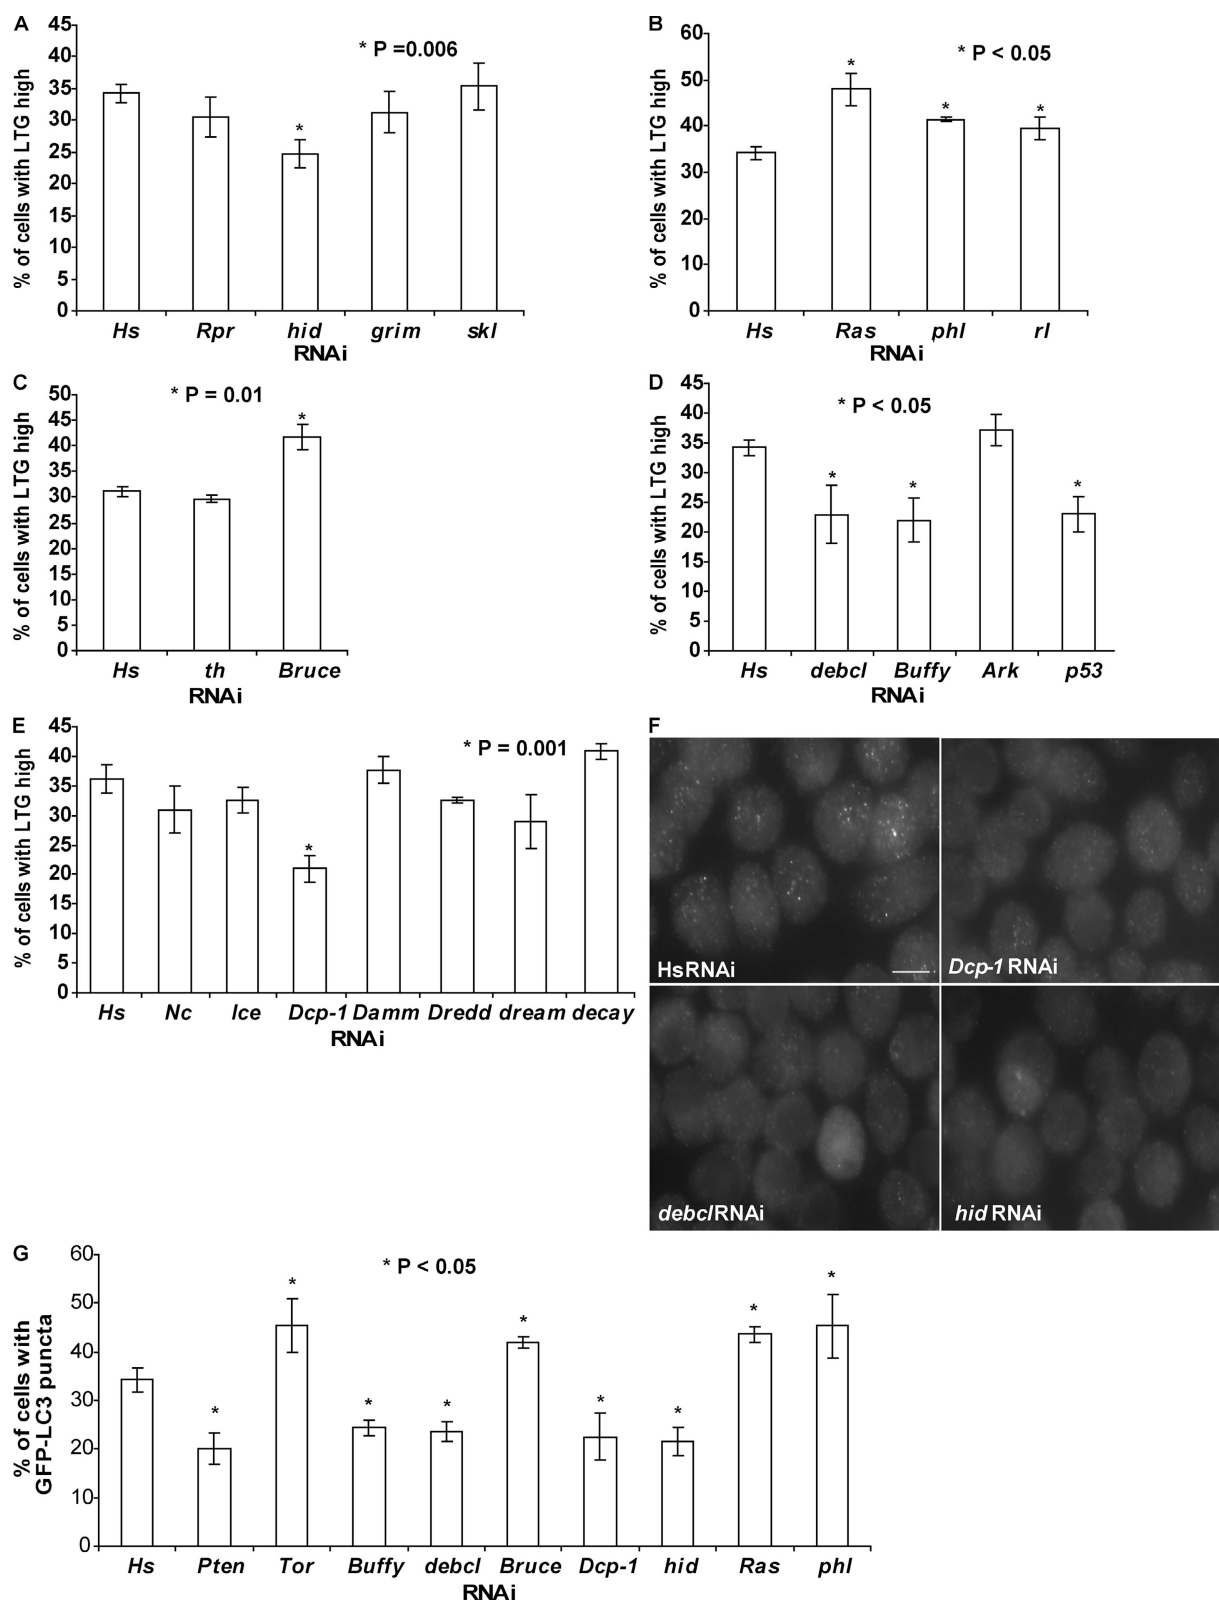 A
% of cells with LTG high
45
40
35
30
25
20
15
10
5
0
* P =0.006
*
Hs Rpr hid grim skl
RNAi
B
% of cells with LTG high
60
50
40
30
20
10
0
* P < 0.05
* * *
Hs Ras phl rl
RNAi
C
% of cells with LTG high
50
45
40
35
30
25
20
15
10
5
0
* P = 0.01
*
Hs th Bruce
RNAi
D
% of cells with LTG high
45
40
35
30
25
20
15
10
5
0
* P < 0.05
* * *
Hs debcl Buffy Ark p53
RNAi
E
% of cells with LTG high
45
40
35
30
25
20
15
10
5
0
* P = 0.001
*
Hs Nc Ice Dcp-1 Damm Dredd dream decay
RNAi
F
HsRNAi
Dcp-1 RNAi
debclRNAi
hid RNAi
G
% of cells with
GFP-LC3 puncta
60
50
40
30
20
10
0
* P < 0.05
* * * * * * * * *
Hs Pten Tor Buffy debcl Bruce Dcp-1 hid Ras phl
RNAi